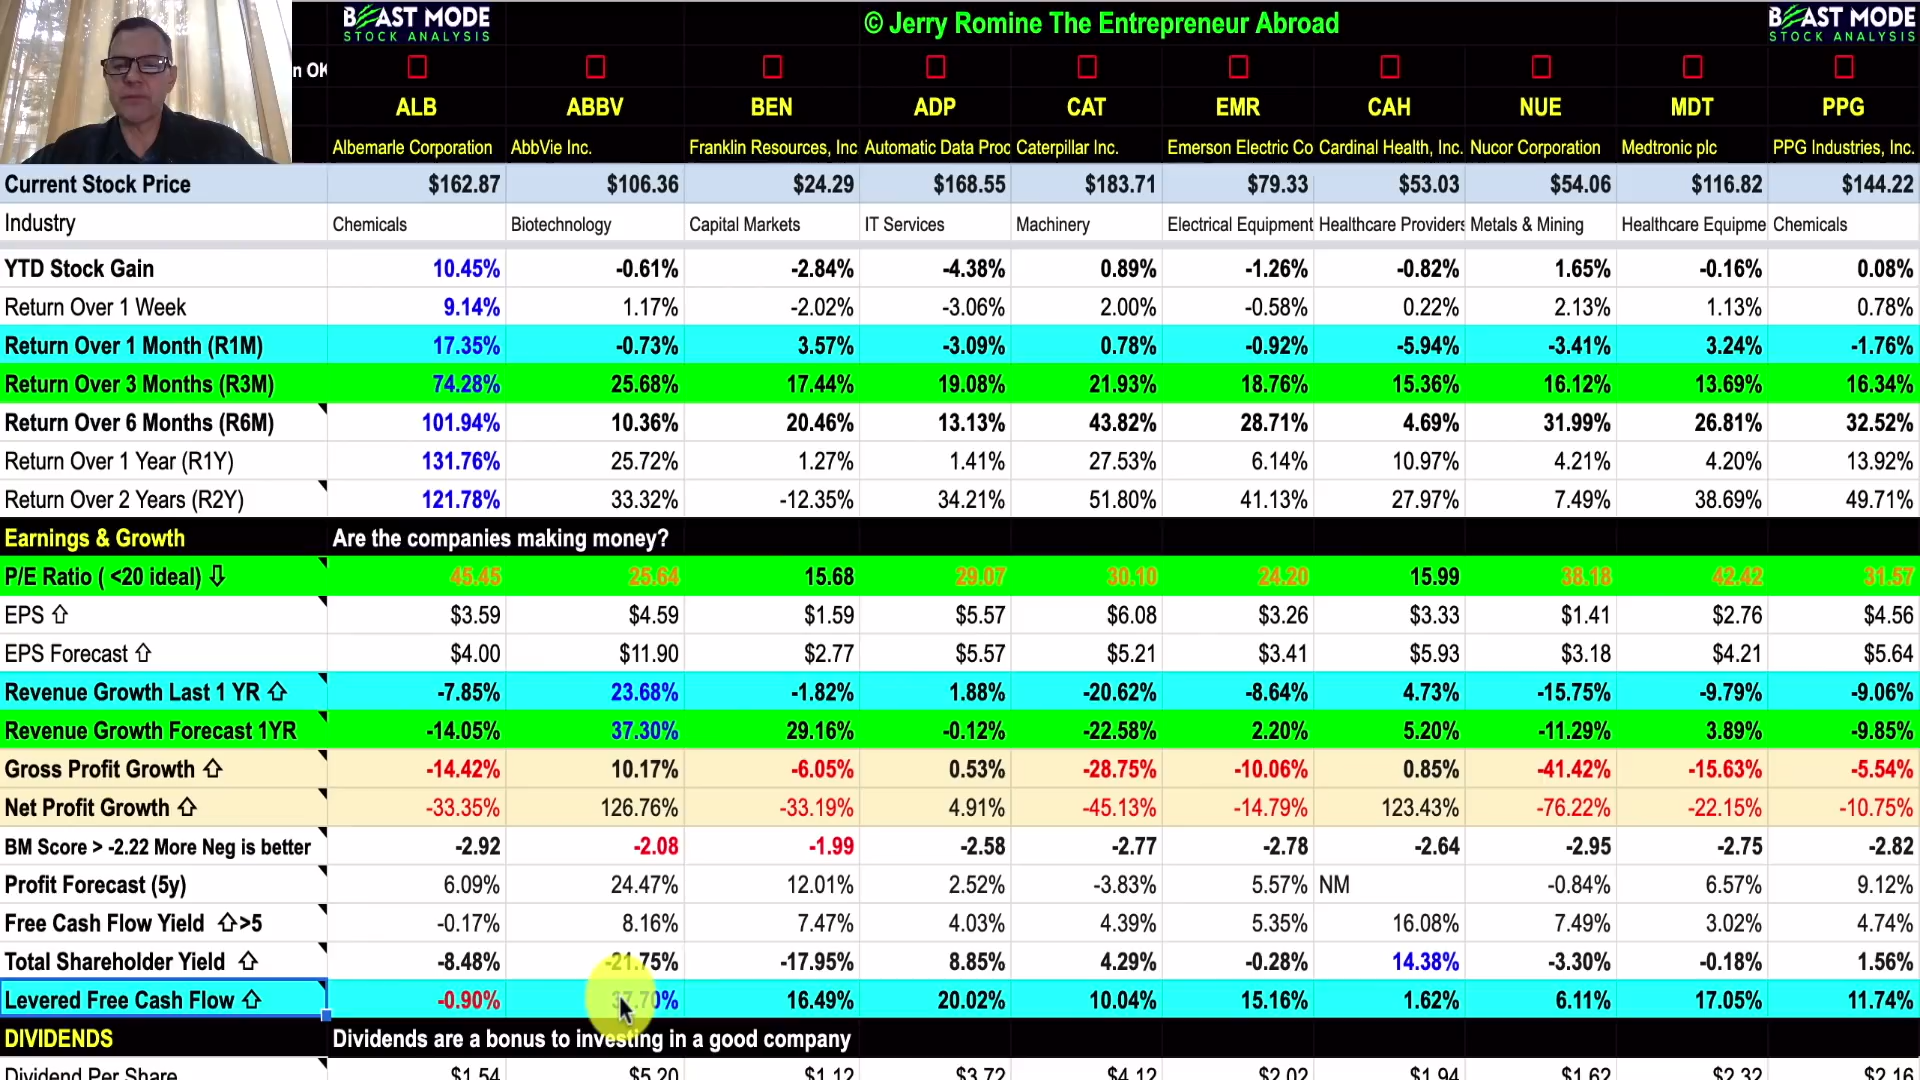 BEAST MODE © Jerry Romine The Entrepreneur Abroad BEAST MODE
STOCK ANALYSIS STOCK ANALYSIS
n OK
ALB ABBV BEN ADP CAT EMR CAH NUE MDT PPG
Albemarle Corporation AbbVie Inc. Franklin Resources, Inc Automatic Data Proc Caterpillar Inc. Emerson Electric Co Cardinal Health, Inc. Nucor Corporation Medtronic plc PPG Industries, Inc.
Current Stock Price $162.87 $106.36 $24.29 $168.55 $183.71 $79.33 $53.03 $54.06 $116.82 $144.22
Industry Chemicals Biotechnology Capital Markets IT Services Machinery Electrical Equipment Healthcare Providers Metals & Mining Healthcare Equipme Chemicals
YTD Stock Gain 10.45% -0.61% -2.84% -4.38% 0.89% -1.26% -0.82% 1.65% -0.16% 0.08%
Return Over 1 Week 9.14% 1.17% -2.02% -3.06% 2.00% -0.58% 0.22% 2.13% 1.13% 0.78%
Return Over 1 Month (R1M) 17.35% -0.73% 3.57% -3.09% 0.78% -0.92% -5.94% -3.41% 3.24% -1.76%
Return Over 3 Months (R3M) 74.28% 25.68% 17.44% 19.08% 21.93% 18.76% 15.36% 16.12% 13.69% 16.34%
Return Over 6 Months (R6M) 101.94% 10.36% 20.46% 13.13% 43.82% 28.71% 4.69% 31.99% 26.81% 32.52%
Return Over 1 Year (R1Y) 131.76% 25.72% 1.27% 1.41% 27.53% 6.14% 10.97% 4.21% 4.20% 13.92%
Return Over 2 Years (R2Y) 121.78% 33.32% -12.35% 34.21% 51.80% 41.13% 27.97% 7.49% 38.69% 49.71%
Earnings & Growth Are the companies making money?
P/E Ratio ( <20 ideal) ⇩ 45.45 25.64 15.68 29.07 30.10 24.20 15.99 38.18 42.42 31.57
EPS ⇧ $3.59 $4.59 $1.59 $5.57 $6.08 $3.26 $3.33 $1.41 $2.76 $4.56
EPS Forecast ⇧ $4.00 $11.90 $2.77 $5.57 $5.21 $3.41 $5.93 $3.18 $4.21 $5.64
Revenue Growth Last 1 YR ⇧ -7.85% 23.68% -1.82% 1.88% -20.62% -8.64% 4.73% -15.75% -9.79% -9.06%
Revenue Growth Forecast 1YR -14.05% 37.30% 29.16% -0.12% -22.58% 2.20% 5.20% -11.29% 3.89% -9.85%
Gross Profit Growth ⇧ -14.42% 10.17% -6.05% 0.53% -28.75% -10.06% 0.85% -41.42% -15.63% -5.54%
Net Profit Growth ⇧ -33.35% 126.76% -33.19% 4.91% -45.13% -14.79% 123.43% -76.22% -22.15% -10.75%
BM Score > -2.22 More Neg is better -2.92 -2.08 -1.99 -2.58 -2.77 -2.78 -2.64 -2.95 -2.75 -2.82
Profit Forecast (5y) 6.09% 24.47% 12.01% 2.52% -3.83% 5.57% NM -0.84% 6.57% 9.12%
Free Cash Flow Yield ⇧>5 -0.17% 8.16% 7.47% 4.03% 4.39% 5.35% 16.08% 7.49% 3.02% 4.74%
Total Shareholder Yield ⇧ -8.48% -21.75% -17.95% 8.85% 4.29% -0.28% 14.38% -3.30% -0.18% 1.56%
Levered Free Cash Flow ⇧ -0.90% 37.70% 16.49% 20.02% 10.04% 15.16% 1.62% 6.11% 17.05% 11.74%
DIVIDENDS Dividends are a bonus to investing in a good company
Dividend Per Share $1.54 $5.20 $1.12 $3.72 $4.12 $2.02 $1.94 $1.62 $2.32 $2.16